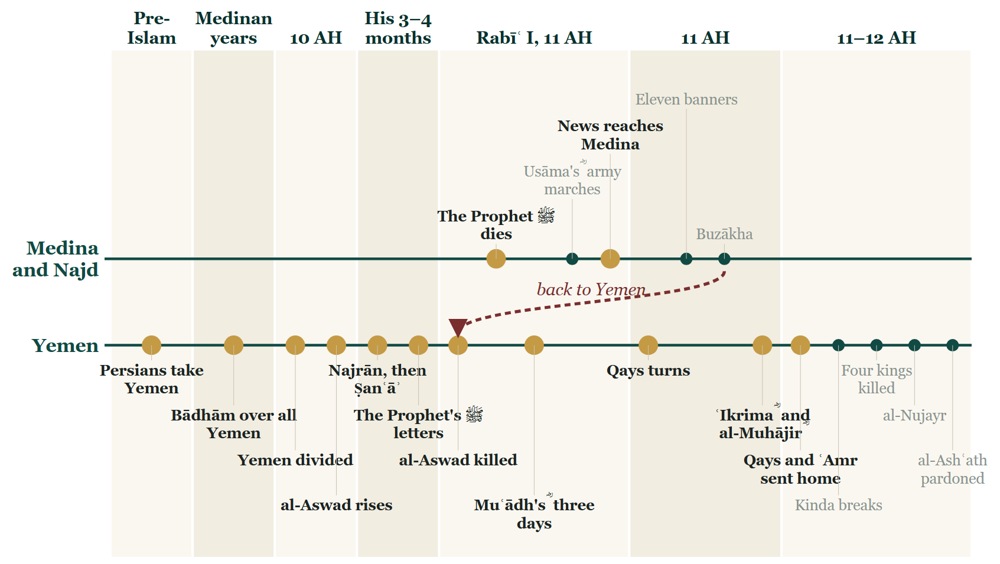 Pre-
Islam
Medinan
years
10 AH
His 3–4
months
Rabīʿ I, 11 AH
11 AH
11–12 AH
Eleven banners
News reaches
Medina
Usāma's ؓ army
marches
The Prophet ﷺ
dies
Buzākha
Medina
and Najd
back to Yemen
Yemen
Persians take
Yemen
Najrān, then
Ṣanʿāʾ
Qays turns
Four kings
killed
Bādhām over all
Yemen
The Prophet's ﷺ
letters
ʿIkrima ؓ and
al-Muhājir ؓ
al-Nujayr
Yemen divided
al-Aswad killed
Qays and ʿAmr
sent home
al-Ashʿath
pardoned
al-Aswad rises
Muʿādh's ؓ three
days
Kinda breaks